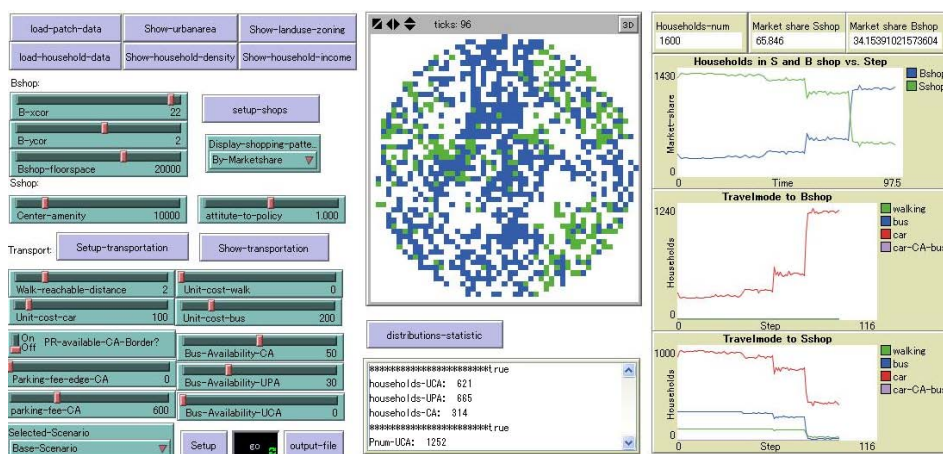 load-patch-data Show-urbanarea Show-landuse-zoning
load-household-data Show-household-density Show-household-income
Bshop:
B-xcor 22
B-ycor 2
Bshop-floorspace 20000
setup-shops
Display-shopping-patte...
By-Marketshare
Sshop:
Center-amenity 10000
attitute-to-policy 1.000
Transport: Setup-transportation Show-transportation
Walk-reachable-distance 2
Unit-cost-walk 0
Unit-cost-car 100
Unit-cost-bus 200
On
Off
PR-available-CA-Border?
Bus-Availability-CA 50
Parking-fee-edge-CA 0
Bus-Availability-UPA 30
parking-fee-CA 600
Bus-Availability-UCA 0
Selected-Scenario
Base-Scenario
Setup go output-file
ticks: 96
3D
distributions-statistic
************************true
households-UCA: 621
households-UPA: 665
households-CA: 314
************************true
Pnum-UCA: 1252
Households-num
1600
Market share Sshop
65.846
Market share Bshop
34.15391021573604
Households in S and B shop vs. Step
1430
Market-share
0
0 Time 97.5
Bshop
Sshop
Travelmode to Bshop
1240
Households
0
0 Step 116
walking
bus
car
car-CA-bus
Travelmode to Sshop
1000
Households
0
0 Step 116
walking
bus
car
car-CA-bus